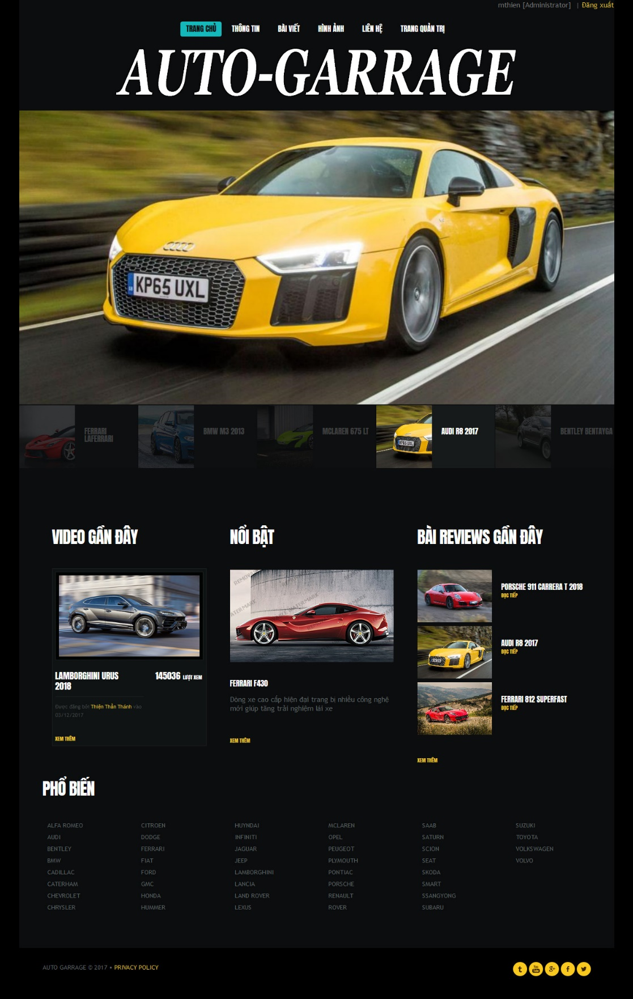 mthien [Administrator] | Đăng xuất
TRANG CHỦ THÔNG TIN BÀI VIẾT HÌNH ẢNH LIÊN HỆ TRANG QUẢN TRỊ
AUTO-GARRAGE
KP65 UXL
FERRARI
LAFERRARI
BMW M3 2013
MCLAREN 675 LT
AUDI R8 2017
BENTLEY BENTAYGA
VIDEO GẦN ĐÂY
LAMBORGHINI URUS
2018
145036 LƯỢT XEM
Được đăng bởi Thiện Thần Thánh vào
03/12/2017
XEM THÊM
NỔI BẬT
FERRARI F430
Dòng xe cao cấp hiện đại trang bị nhiều công nghệ
mới giúp tăng trải nghiệm lái xe
XEM THÊM
BÀI REVIEWS GẦN ĐÂY
PORSCHE 911 CARRERA T 2018
ĐỌC TIẾP
AUDI R8 2017
ĐỌC TIẾP
FERRARI 812 SUPERFAST
ĐỌC TIẾP
XEM THÊM
PHỔ BIẾN
ALFA ROMEO
AUDI
BENTLEY
BMW
CADILLAC
CATERHAM
CHEVROLET
CHRYSLER
CITROEN
DODGE
FERRARI
FIAT
FORD
GMC
HONDA
HUMMER
HUYNDAI
INFINITI
JAGUAR
JEEP
LAMBORGHINI
LANCIA
LAND ROVER
LEXUS
MCLAREN
OPEL
PEUGEOT
PLYMOUTH
PONTIAC
PORSCHE
RENAULT
ROVER
SAAB
SATURN
SCION
SEAT
SKODA
SMART
SSANGYONG
SUBARU
SUZUKI
TOYOTA
VOLKSWAGEN
VOLVO
AUTO GARRAGE © 2017 • PRIVACY POLICY